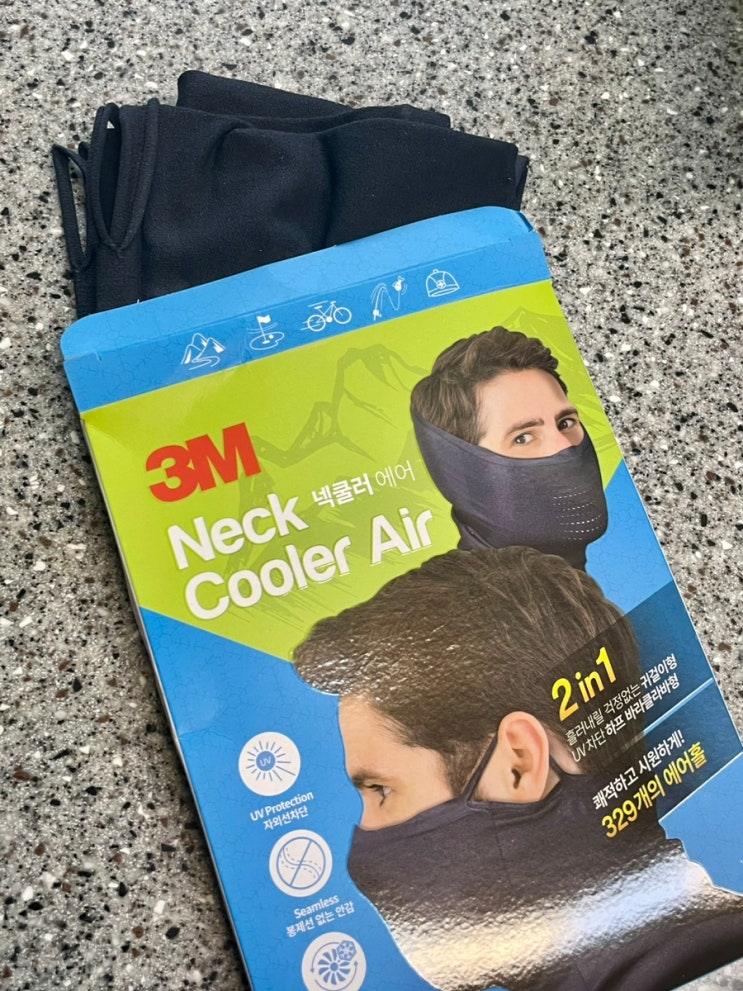 3M
Neck 넥쿨러 에어
Cooler Air
2 in 1
흘러내릴 걱정없는 귀걸이형
UV 차단 하프 바라클라바형
쾌적하고 시원하게!
329개의 에어홀
UV
UV Protection
자외선차단
Seamless
봉제선 없는 안감